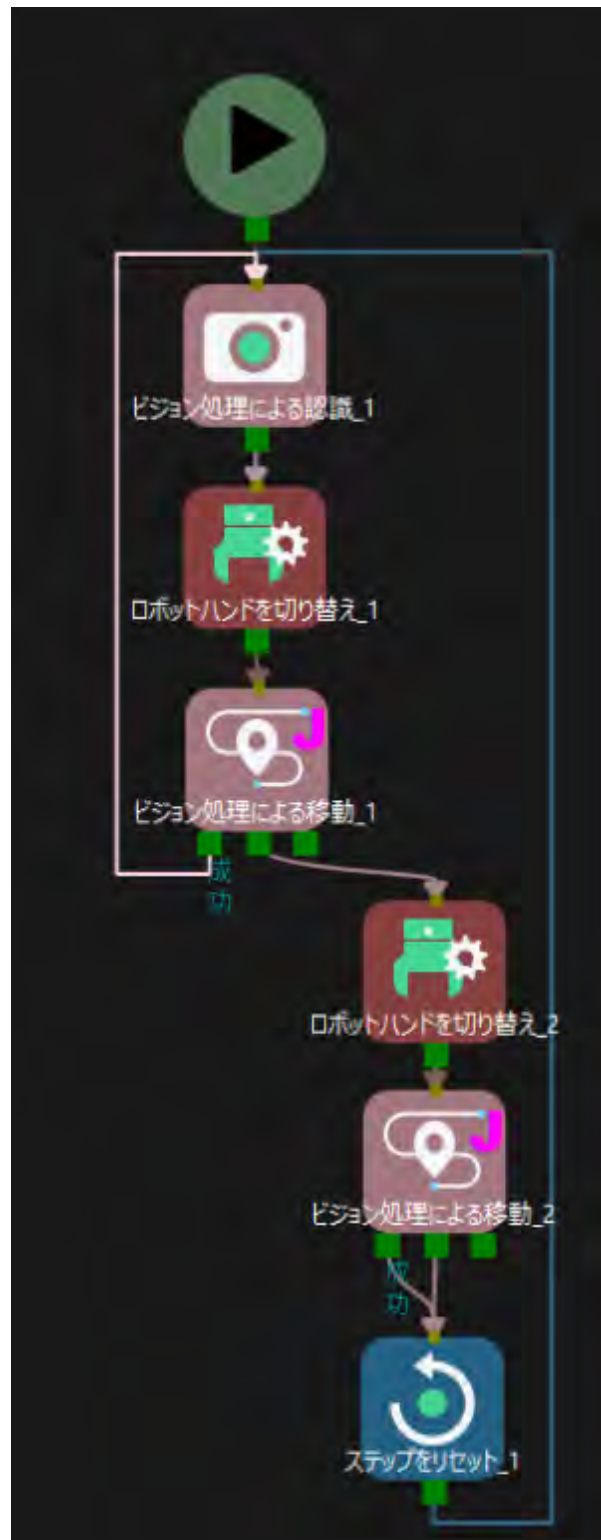 ビジョン処理による認識_1
ロボットハンドを切り替え_1
J
ビジョン処理による移動_1
成
功
ロボットハンドを切り替え_2
J
ビジョン処理による移動_2
成
功
ステップをリセット_1